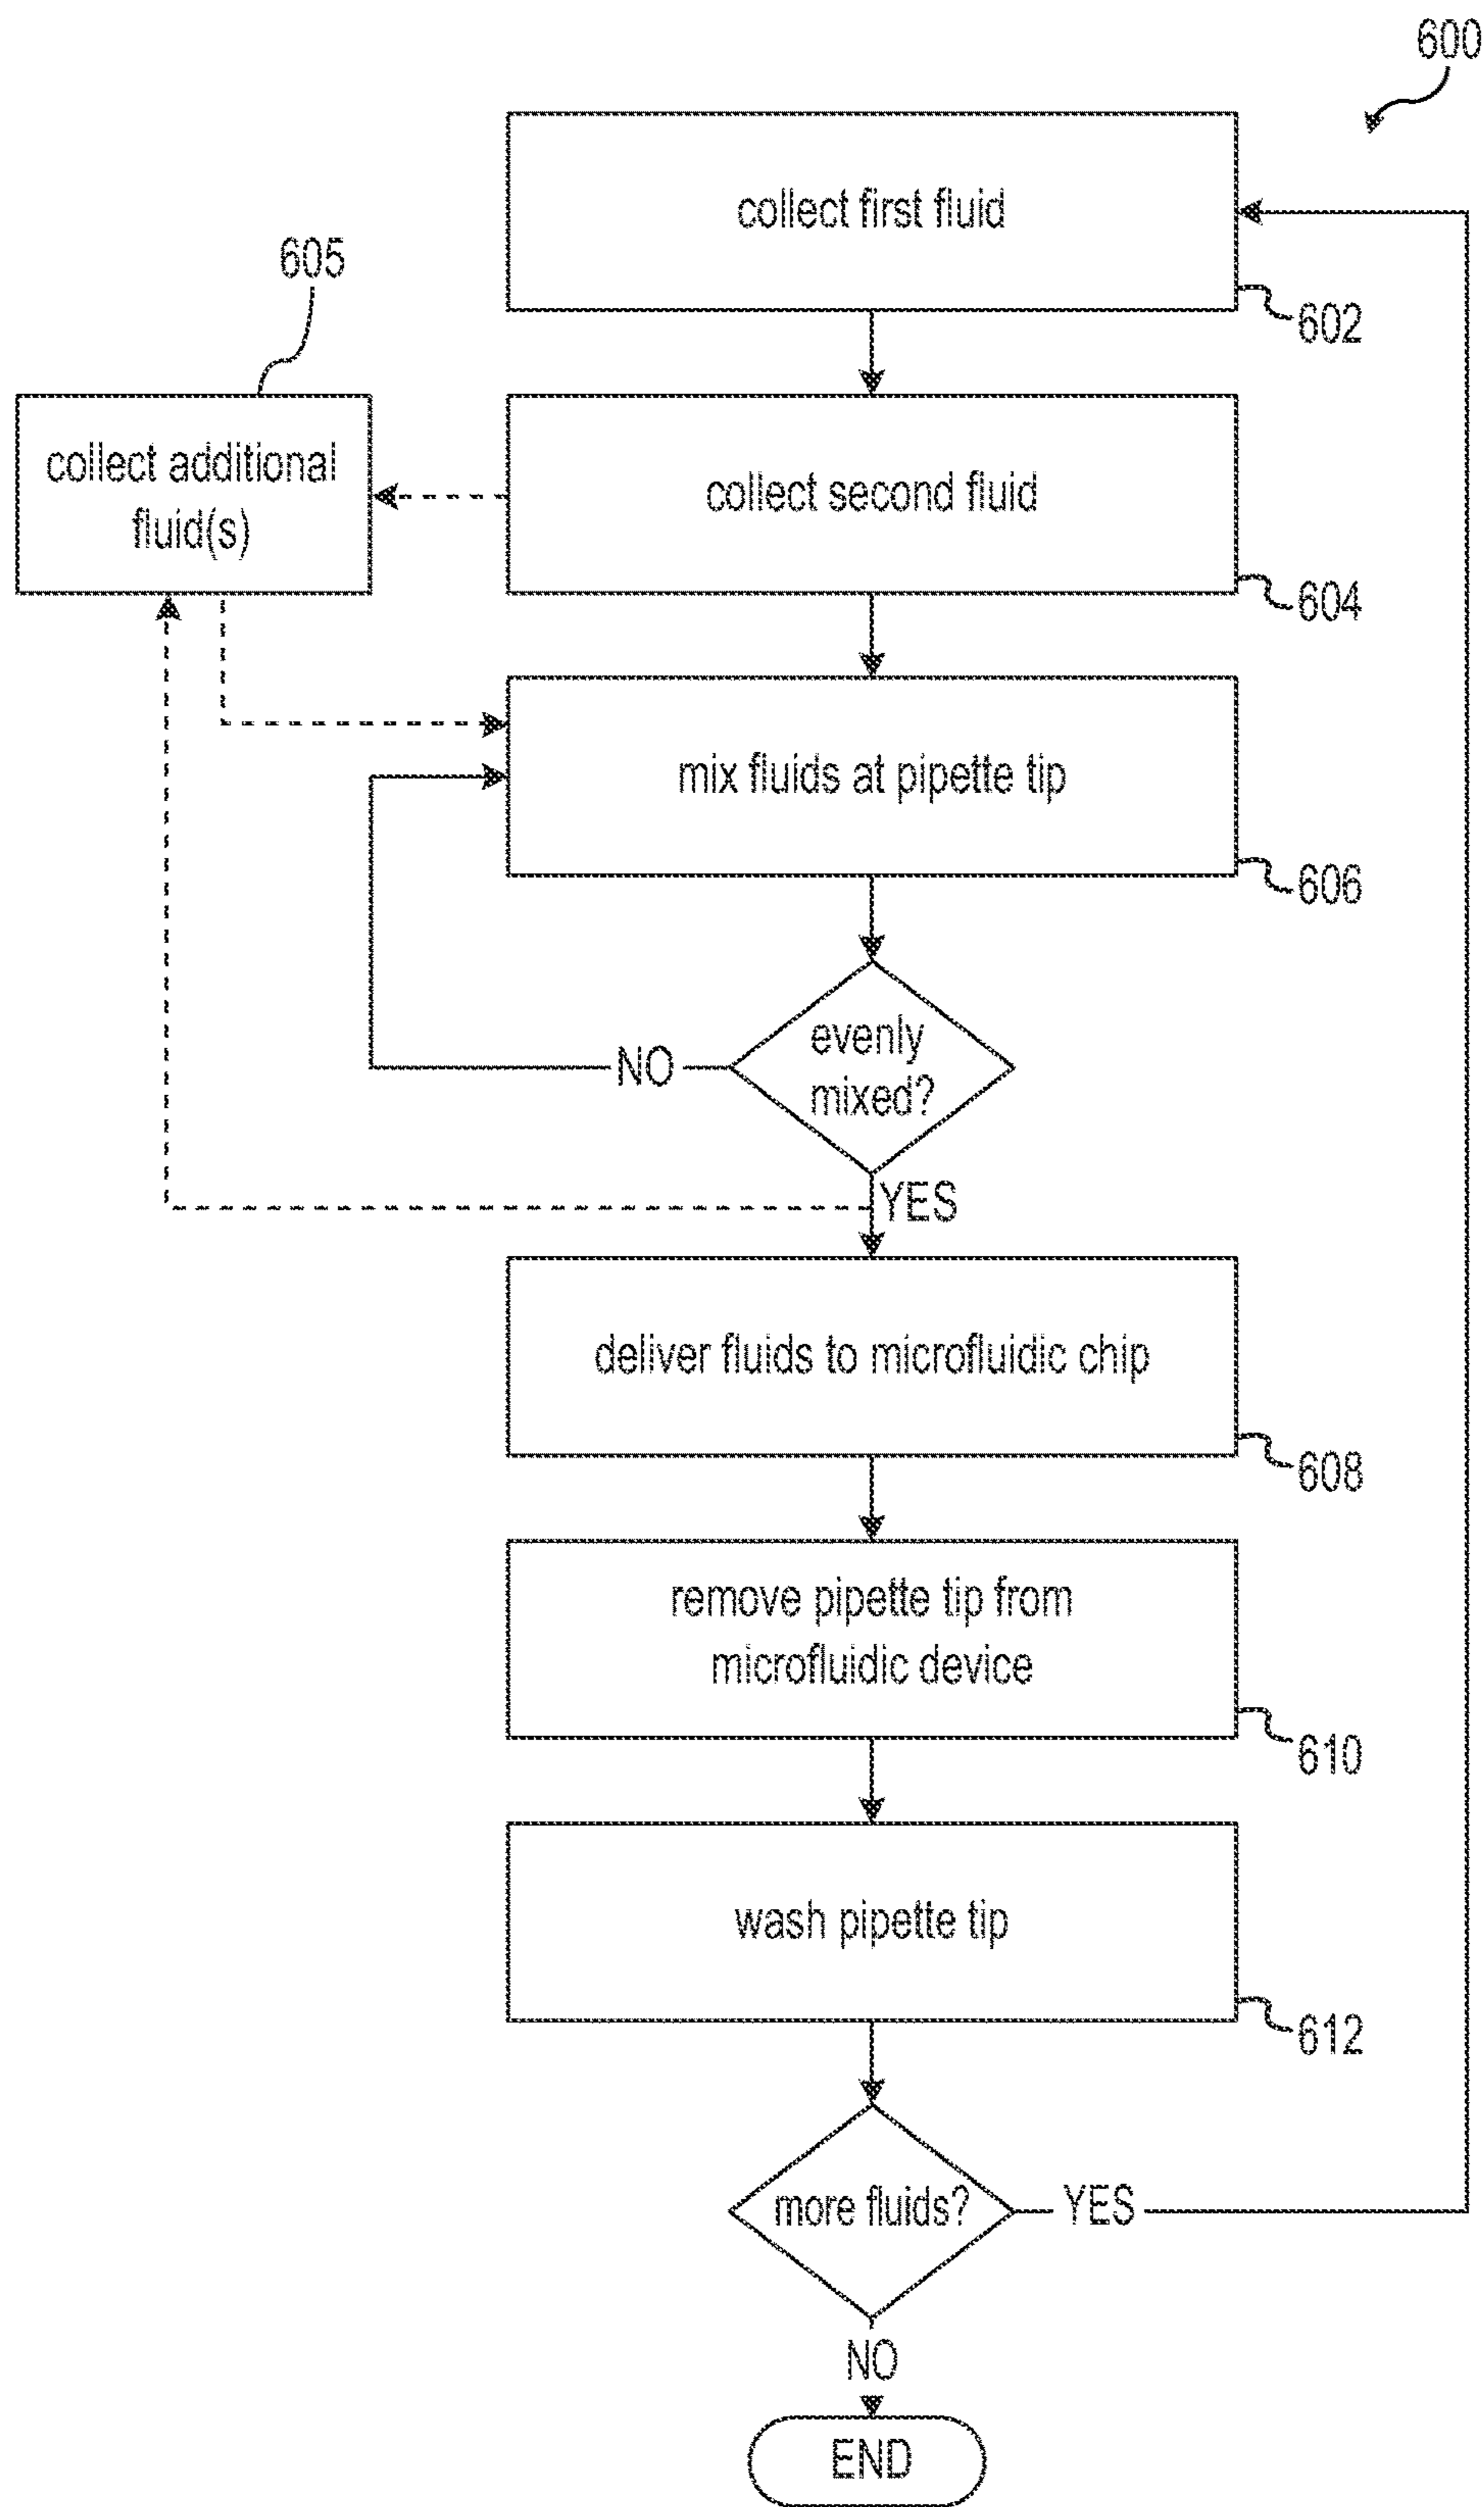 600
collect first fluid
602
605
collect additional
fluid(s)
collect second fluid
604
mix fluids at pipette tip
606
evenly
mixed?
NO
YES
deliver fluids to microfluidic chip
608
remove pipette tip from
microfluidic device
610
wash pipette tip
612
more fluids?
YES
NO
END